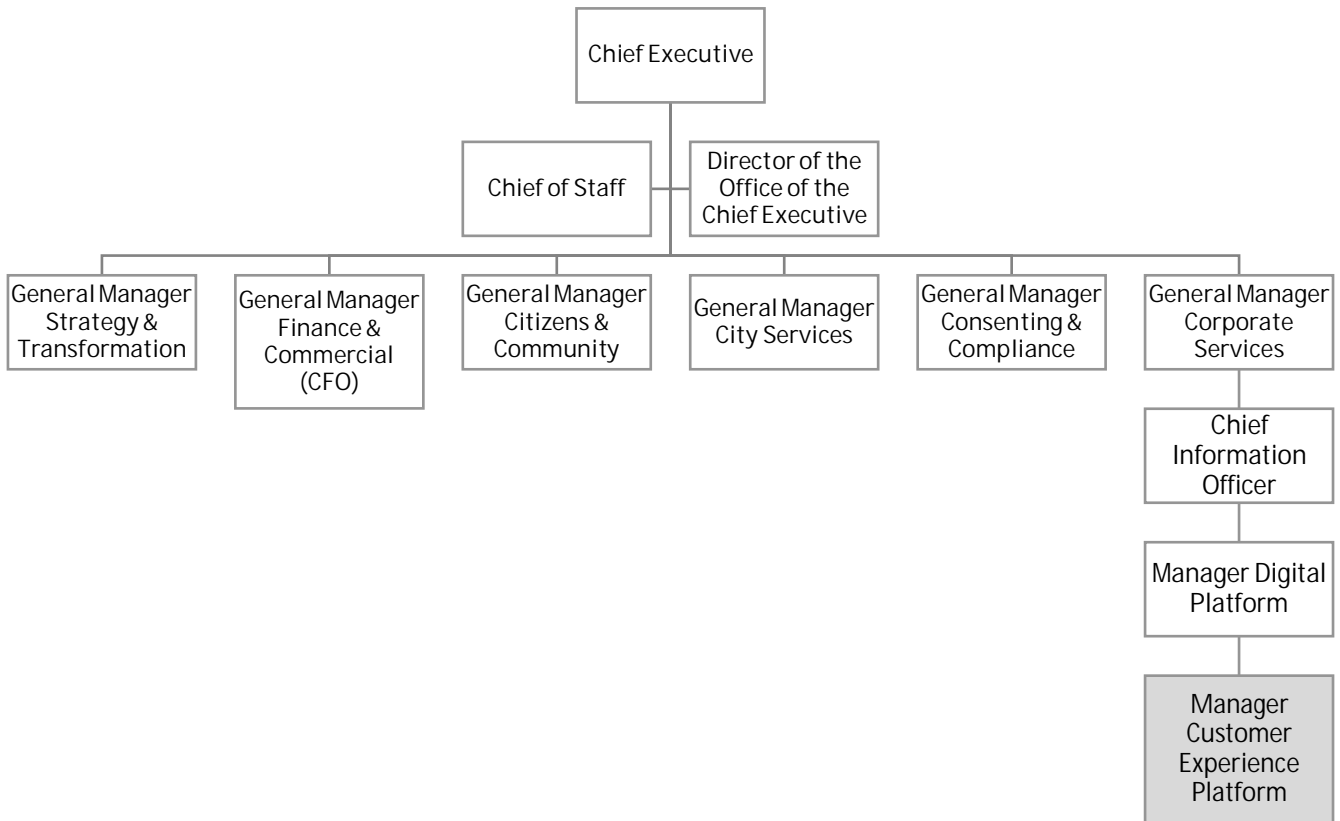 Chief Executive
Chief of Staff
Director of the
Office of the
Chief Executive
General Manager
Strategy &
Transformation
General Manager
Finance &
Commercial
(CFO)
General Manager
Citizens &
Community
General Manager
City Services
General Manager
Consenting &
Compliance
General Manager
Corporate
Services
Chief
Information
Officer
Manager Digital
Platform
Manager
Customer
Experience
Platform